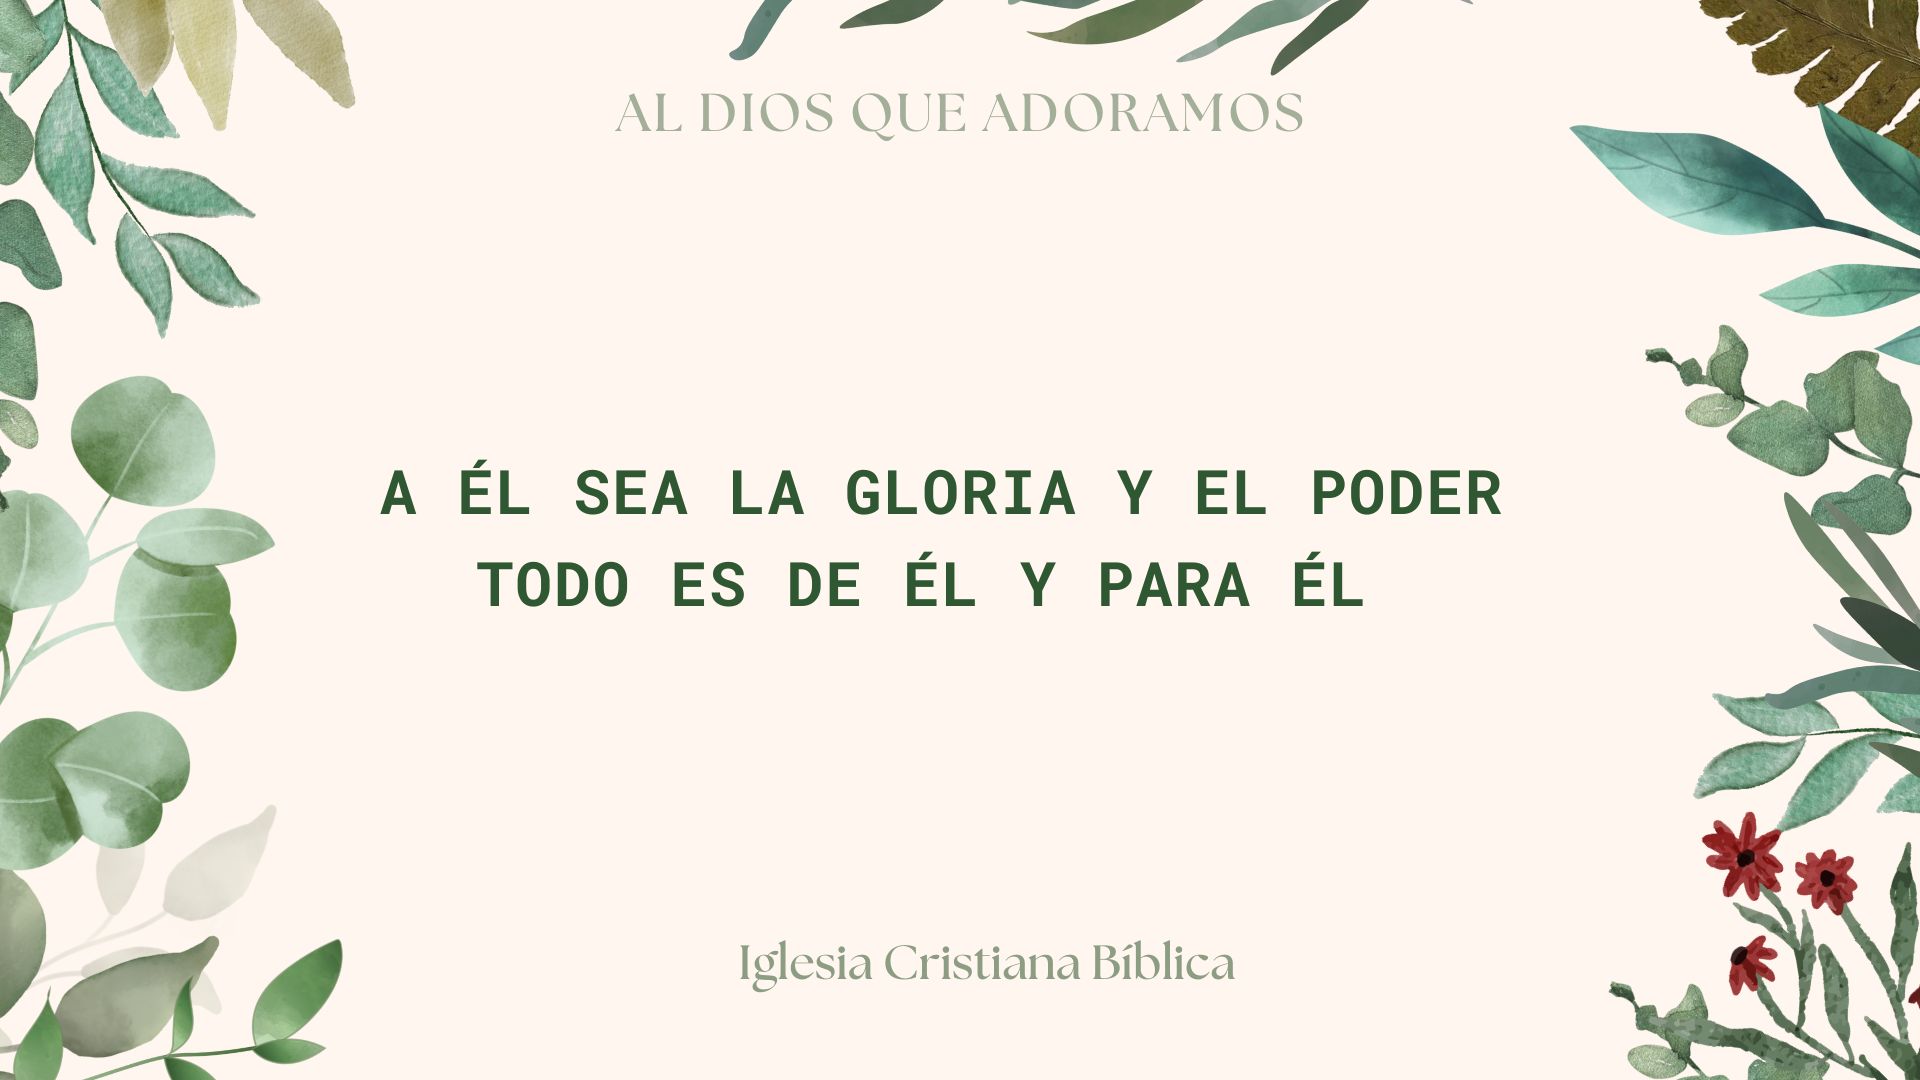 AL DIOS QUE ADORAMOS
A ÉL SEA LA GLORIA Y EL PODER
TODO ES DE ÉL Y PARA ÉL
Iglesia Cristiana Bíblica